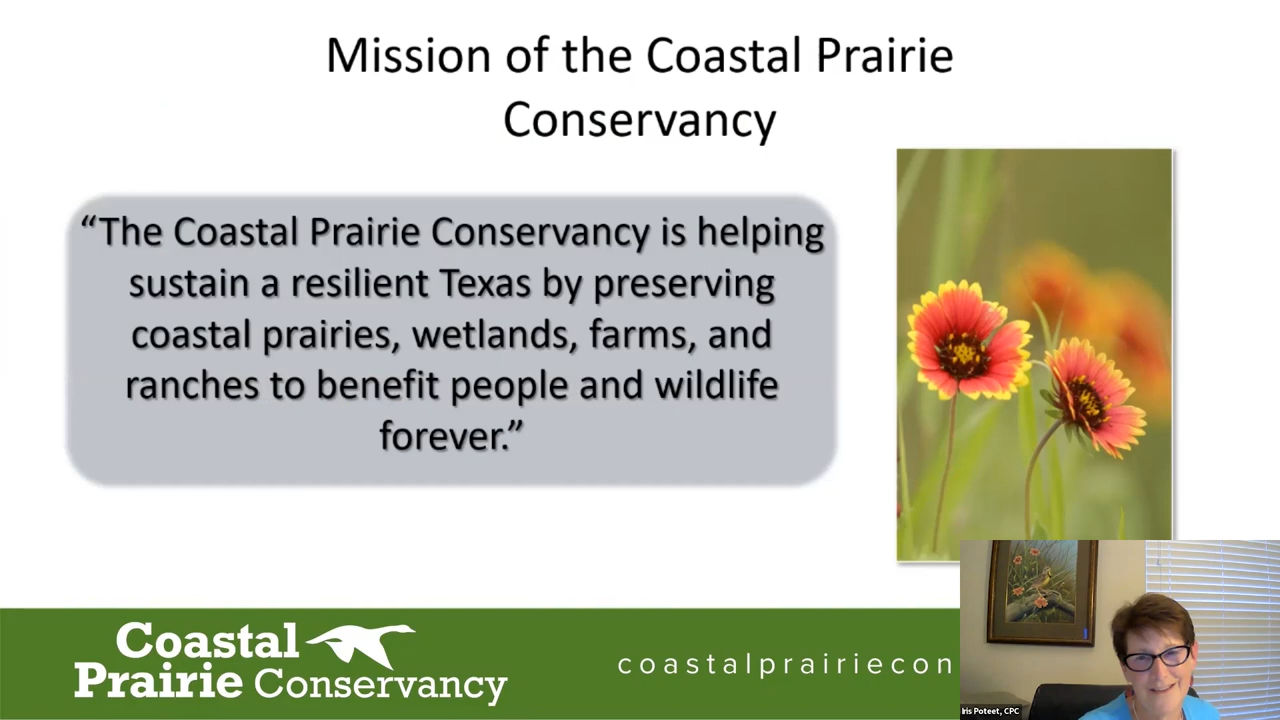 Mission of the Coastal Prairie
Conservancy
“The Coastal Prairie Conservancy is helping
sustain a resilient Texas by preserving
coastal prairies, wetlands, farms, and
ranches to benefit people and wildlife
forever.”
Coastal
Prairie Conservancy
coastalprairiecon
Iris Poteet, CPC